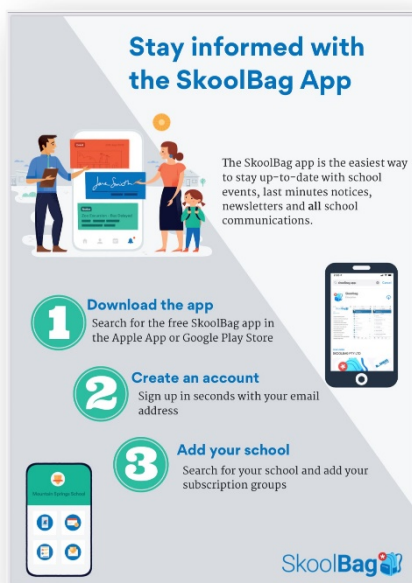 Stay informed with
the SkoolBag App
The SkoolBag app is the easiest way
to stay up-to-date with school
events, last minutes notices,
newsletters and all school
communications.
1
Download the app
Search for the free SkoolBag app in
the Apple App or Google Play Store
2
Create an account
Sign up in seconds with your email
address
3
Add your school
Search for your school and add your
subscription groups
SkoolBag